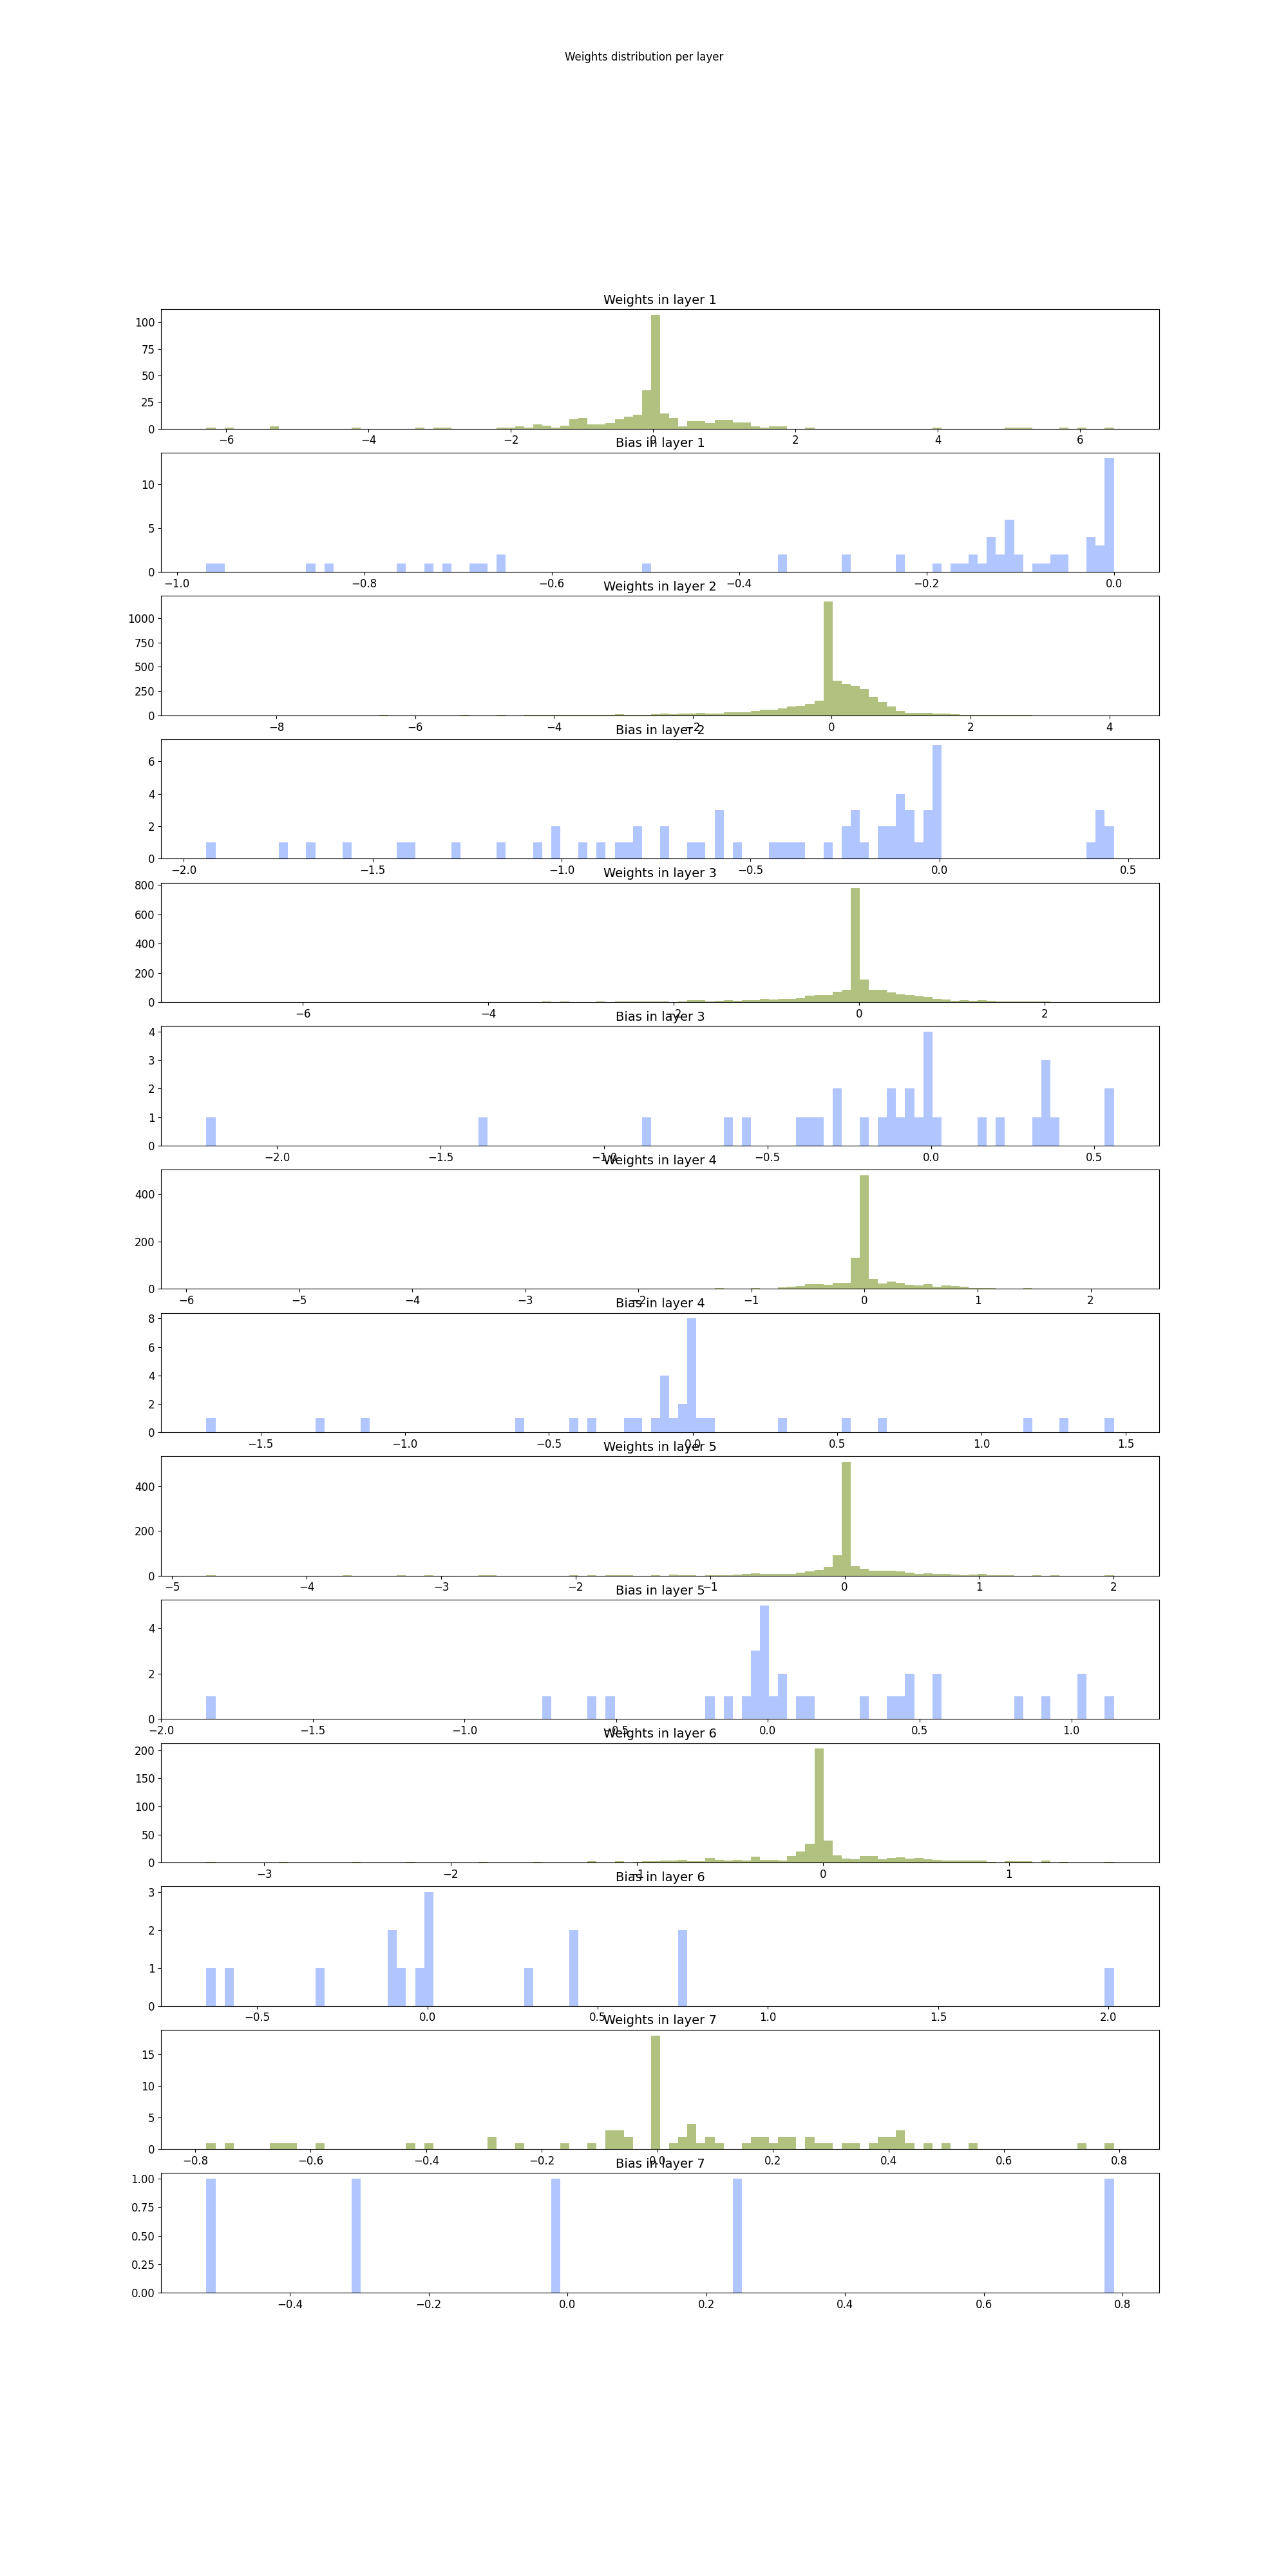 Weights distribution per layer
Weights in layer 1
100
75
50
25
0
−6 −4 −2 0 2 4 6
Bias in layer 1
10
5
0
−1.0 −0.8 −0.6 −0.4 −0.2 0.0
Weights in layer 2
1000
750
500
250
0
−8 −6 −4 −2 0 2 4
Bias in layer 2
6
4
2
0
−2.0 −1.5 −1.0 −0.5 0.0 0.5
Weights in layer 3
800
600
400
200
0
−6 −4 −2 0 2
Bias in layer 3
4
3
2
1
0
−2.0 −1.5 −1.0 −0.5 0.0 0.5
Weights in layer 4
400
200
0
−6 −5 −4 −3 −2 −1 0 1 2
Bias in layer 4
8
6
4
2
0
−1.5 −1.0 −0.5 0.0 0.5 1.0 1.5
Weights in layer 5
400
200
0
−5 −4 −3 −2 −1 0 1 2
Bias in layer 5
4
2
0
−2.0 −1.5 −1.0 −0.5 0.0 0.5 1.0
Weights in layer 6
200
150
100
50
0
−3 −2 −1 0 1
Bias in layer 6
3
2
1
0
−0.5 0.0 0.5 1.0 1.5 2.0
Weights in layer 7
15
10
5
0
−0.8 −0.6 −0.4 −0.2 0.0 0.2 0.4 0.6 0.8
Bias in layer 7
1.00
0.75
0.50
0.25
0.00
−0.4 −0.2 0.0 0.2 0.4 0.6 0.8